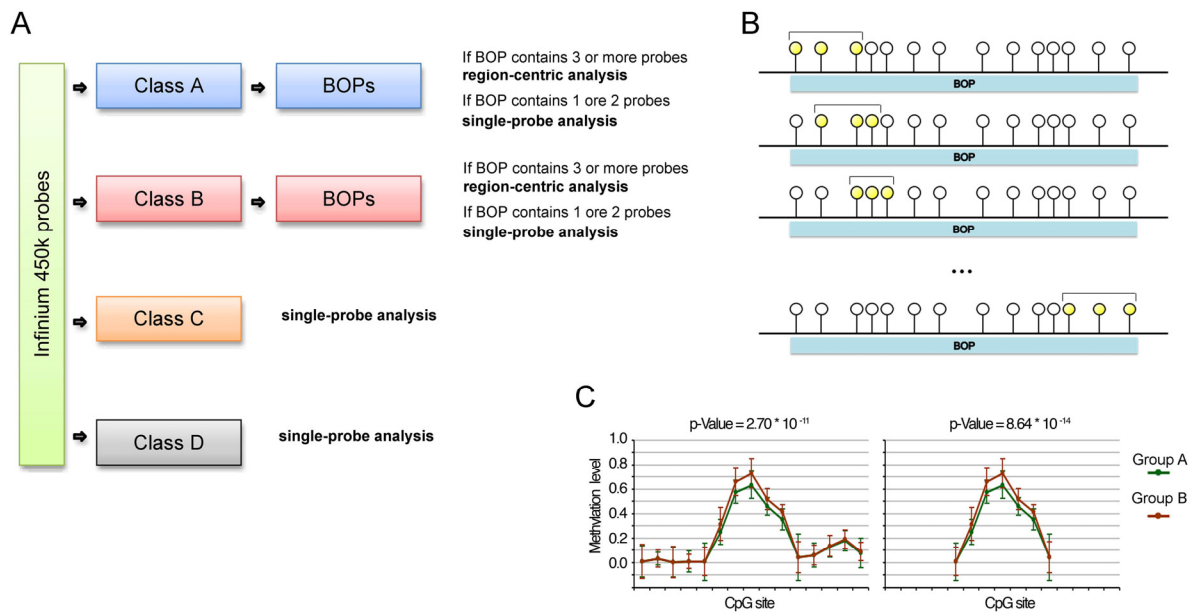 A
Infinium 450k probes
Class A
BOPs
If BOP contains 3 or more probes
region-centric analysis
If BOP contains 1 ore 2 probes
single-probe analysis
Class B
BOPs
If BOP contains 3 or more probes
region-centric analysis
If BOP contains 1 ore 2 probes
single-probe analysis
Class C
single-probe analysis
Class D
single-probe analysis
B
BOP
BOP
BOP
...
BOP
C
p-Value = 2.70 * 10 -11
p-Value = 8.64 * 10 -14
Methylation level
1.0
0.8
0.6
0.4
0.2
0.0
CpG site
CpG site
Group A
Group B